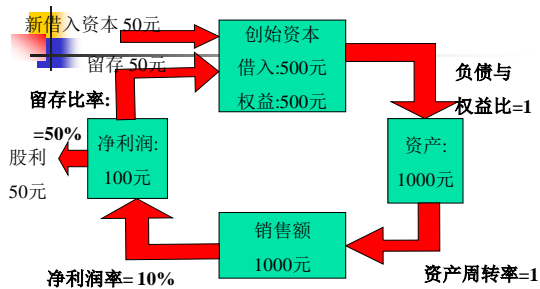 新借入资本 50元
留存 50元
留存比率:
=50%
股利
50元
净利润:
100元
创始资本
借入:500元
权益:500元
负债与
权益比=1
资产:
1000元
销售额
1000元
净利润率= 10%
资产周转率=1